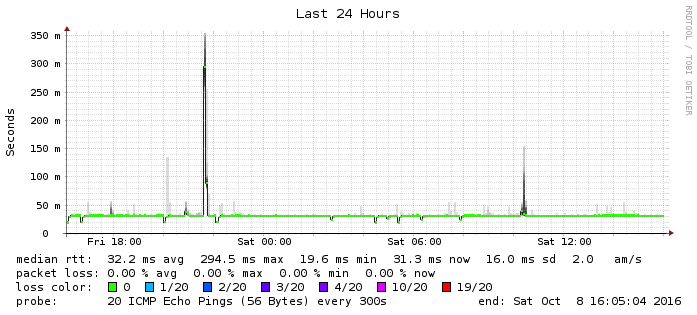 Last 24 Hours
RRDTOOL / TOBI OETIKER
Seconds
350 m
300 m
250 m
200 m
150 m
100 m
50 m
0
Fri 18:00 Sat 00:00 Sat 06:00 Sat 12:00
median rtt: 32.2 ms avg 294.5 ms max 19.6 ms min 31.3 ms now 16.0 ms sd 2.0 am/s
packet loss: 0.00 % avg 0.00 % max 0.00 % min 0.00 % now
loss color: 0 1/20 2/20 3/20 4/20 10/20 19/20
probe: 20 ICMP Echo Pings (56 Bytes) every 300s end: Sat Oct 8 16:05:04 2016